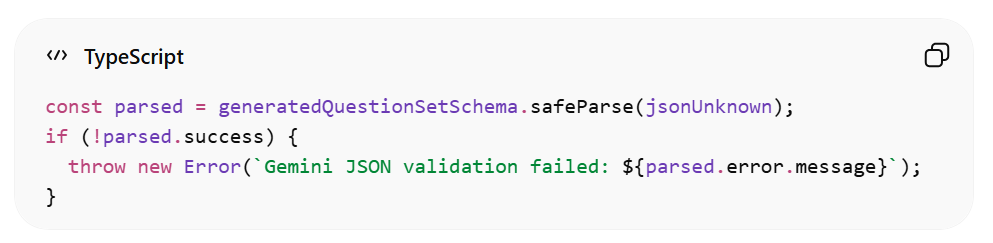 </> TypeScript
const parsed = generatedQuestionSetSchema.safeParse(jsonUnknown);
if (!parsed.success) {
  throw new Error(`Gemini JSON validation failed: ${parsed.error.message}`);
}